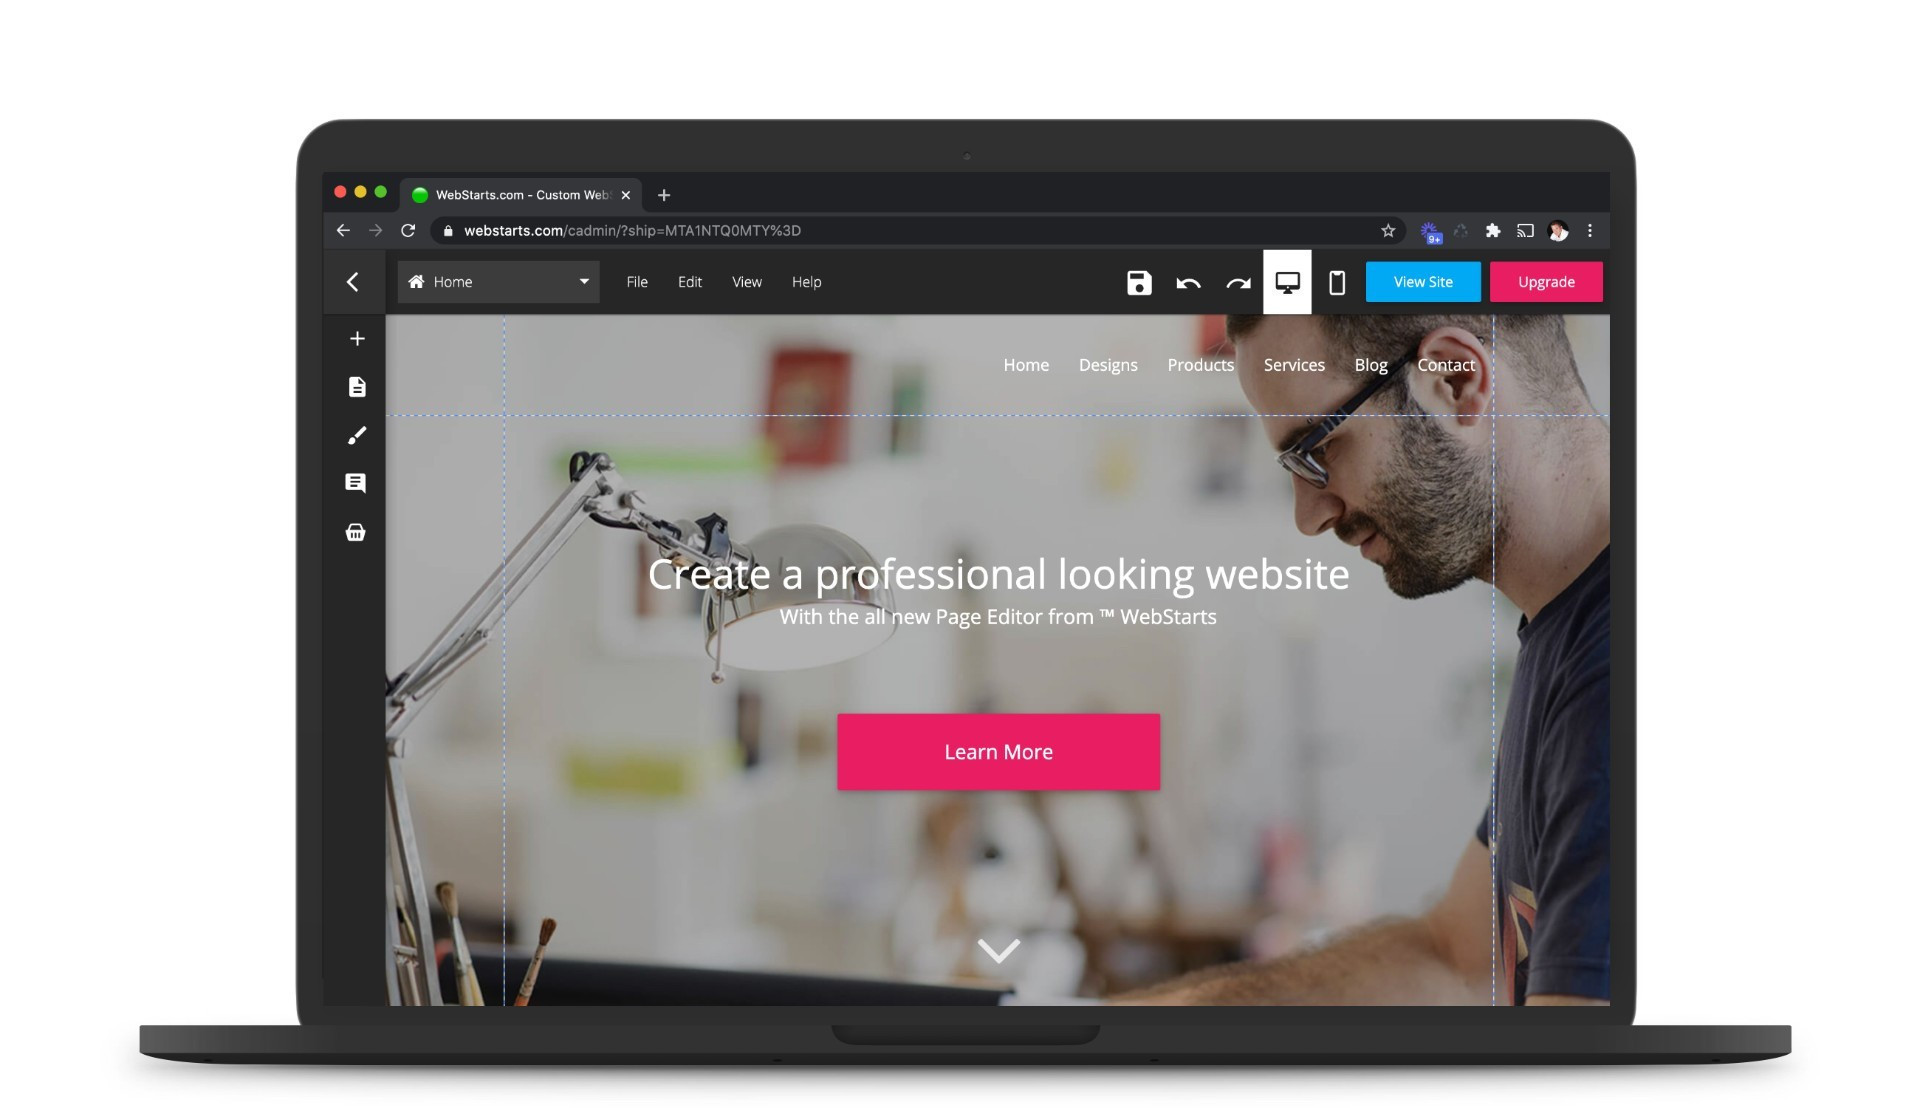 WebStarts.com - Custom Web
webstarts.com/cadmin/?ship=MTA1NTQ0MTY%3D
9+
Home File Edit View Help View Site Upgrade
Home Designs Products Services Blog Contact
Create a professional looking website
With the all new Page Editor from ™ WebStarts
Learn More